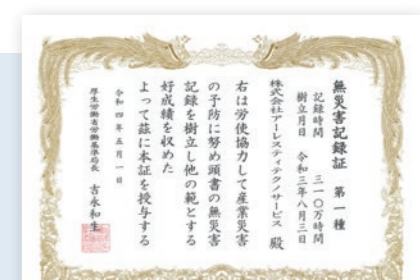 無災害記録証　第一種
記録時間　三一〇万時間
樹立月日　令和三年八月三日
株式会社アーレスティテクノサービス　殿
右は労使協力して産業災害
の予防に努め頭書の無災害
記録を樹立し他の範とする
好成績を収めた
よって茲に本証を授与する
令和四年五月一日
厚生労働省労働基準局長　吉永和生